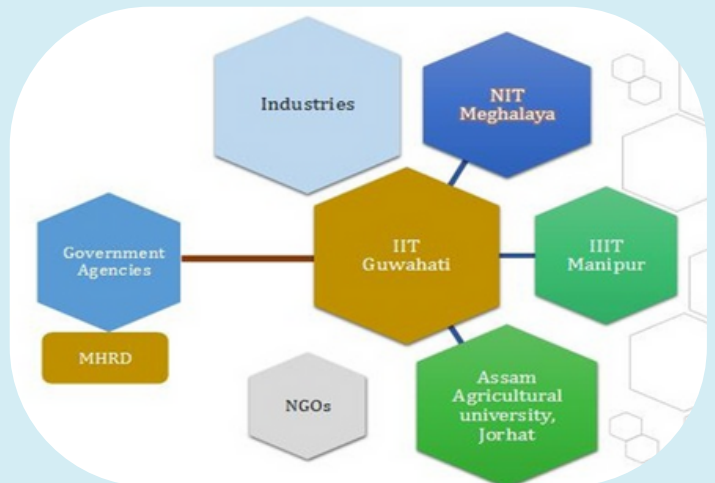 Industries
NIT
Meghalaya
Government
Agencies
IIT
Guwahati
IIIT
Manipur
MHRD
NGOs
Assam
Agricultural
university,
Jorhat